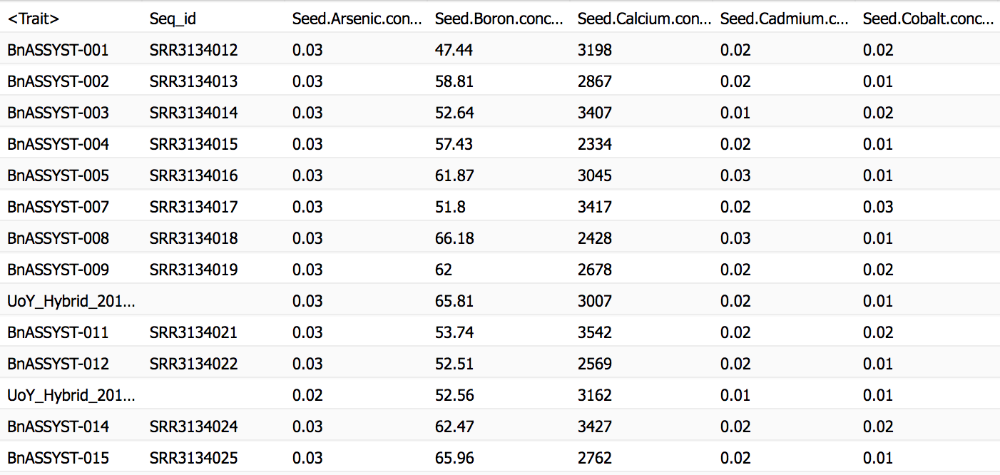 <Trait> Seq_id Seed.Arsenic.con... Seed.Boron.conc... Seed.Calcium.con... Seed.Cadmium.c... Seed.Cobalt.conc...
BnASSYST-001 SRR3134012 0.03 47.44 3198 0.02 0.02
BnASSYST-002 SRR3134013 0.03 58.81 2867 0.02 0.01
BnASSYST-003 SRR3134014 0.03 52.64 3407 0.01 0.02
BnASSYST-004 SRR3134015 0.03 57.43 2334 0.02 0.01
BnASSYST-005 SRR3134016 0.03 61.87 3045 0.03 0.01
BnASSYST-007 SRR3134017 0.03 51.8 3417 0.02 0.03
BnASSYST-008 SRR3134018 0.03 66.18 2428 0.03 0.01
BnASSYST-009 SRR3134019 0.03 62 2678 0.02 0.02
UoY_Hybrid_201... 0.03 65.81 3007 0.02 0.01
BnASSYST-011 SRR3134021 0.03 53.74 3542 0.02 0.02
BnASSYST-012 SRR3134022 0.03 52.51 2569 0.02 0.01
UoY_Hybrid_201... 0.02 52.56 3162 0.01 0.01
BnASSYST-014 SRR3134024 0.03 62.47 3427 0.02 0.02
BnASSYST-015 SRR3134025 0.03 65.96 2762 0.02 0.01